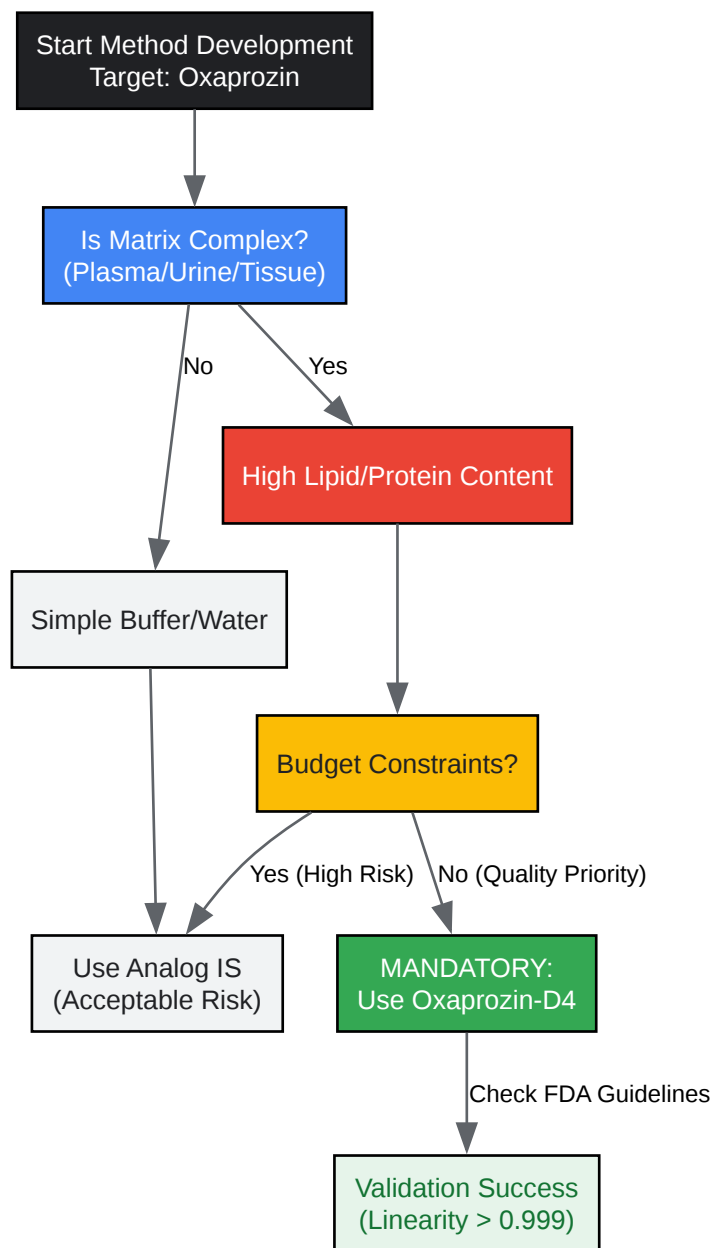 Start Method Development
Target: Oxaprozin
Is Matrix Complex?
(Plasma/Urine/Tissue)
No
Yes
High Lipid/Protein Content
Simple Buffer/Water
Budget Constraints?
Yes (High Risk)
No (Quality Priority)
Use Analog IS
(Acceptable Risk)
MANDATORY:
Use Oxaprozin-D4
Check FDA Guidelines
Validation Success
(Linearity > 0.999)